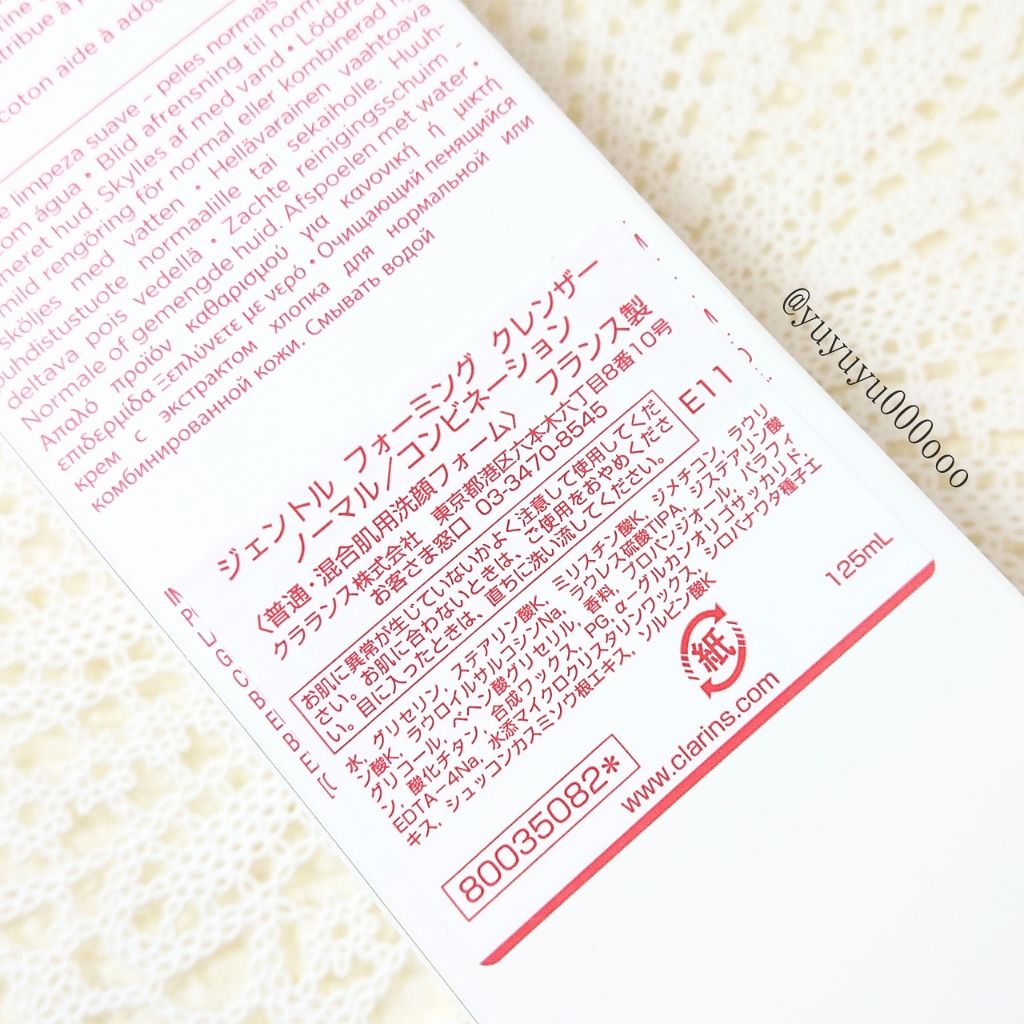 coton aide à
limpeza suave – peles normais
om água • Blid afrensning til
meret hud. Skylles af med vand •
mild rengöring för normal eller kombinerad
sköljes med vatten • Hellävarainen vaahtoava
puhdistustuote normaalille tai sekaiholle. Huuh-
deltava pois vedellä • Zachte reinigingsschuim –
Normale of gemengde huid. Afspoelen met water •
Απαλό προϊόν καθαρισμού για κανονική ή μικτή
επιδερμίδα Ξεπλύνετε με νερό • Очищающий пенящийся
крем с экстрактом хлопка для нормальной или
комбинированной кожи. Смывать водой
ジェントル フォーミング クレンザー
ノーマル/コンビネーション
〈普通・混合肌用洗顔フォーム〉 フランス製
クラランス株式会社 東京都港区六本木六丁目8番10号
お客さま窓口 03-3470-8545
お肌に異常が生じていないかよく注意して使用してくだ
さい。お肌に合わないときは、ご使用をおやめくださ
い。目に入ったときは、直ちに洗い流してください。
E11
水、グリセリン、ステアリン酸K、ミリスチン酸K、ジメチコン、ラウリ
ン酸K、ラウロイルサルコシンNa、ラウレス硫酸TIPA、ジステアリン酸
グリコール、ベヘン酸グリセリル、香料、プロパンジオール、パラフィ
ン、酸化チタン、合成ワックス、PG、α-グルカンオリゴサッカリド、
EDTA-4Na、水添マイクロクリスタリンワックス、シロバナワタ種子エ
キス、シュッコンカスミソウ根エキス、ソルビン酸K
紙
125mL
80035082*
www.clarins.com
@yuyuyu000ooo